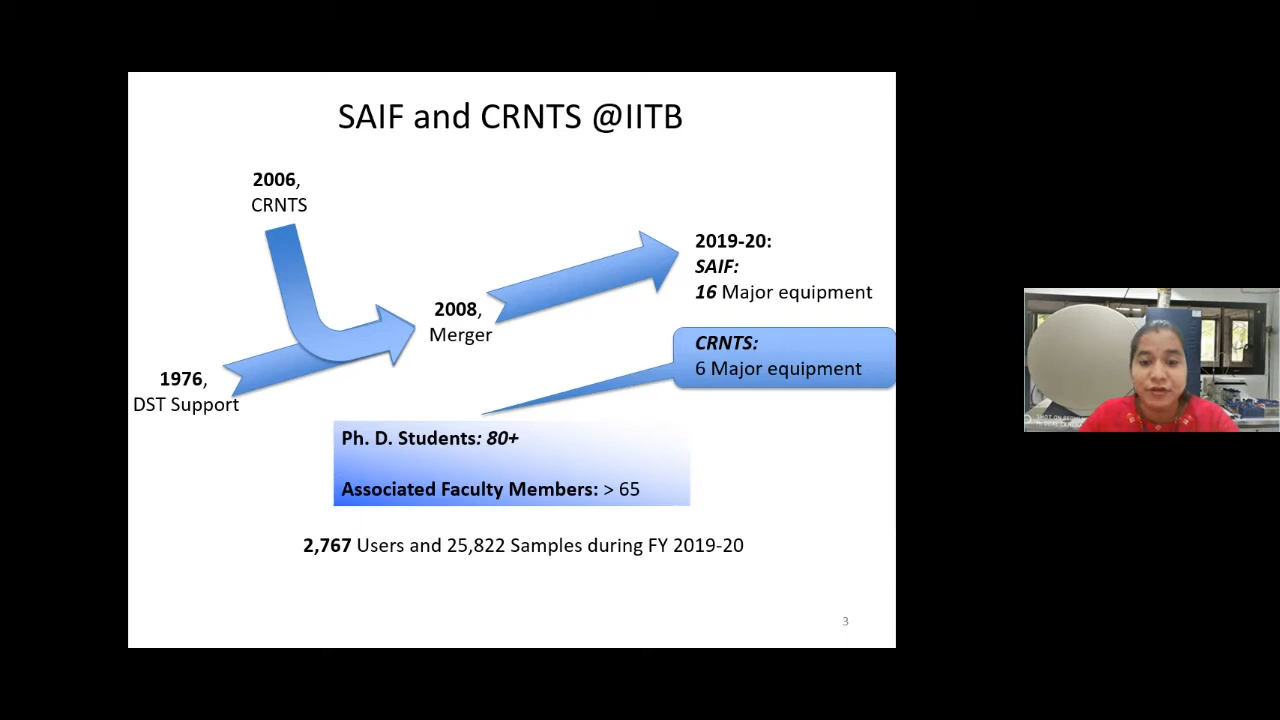 SAIF and CRNTS @IITB
2006,
CRNTS
2019-20:
SAIF:
16 Major equipment
2008,
Merger
CRNTS:
6 Major equipment
1976,
DST Support
Ph. D. Students: 80+
Associated Faculty Members: > 65
2,767 Users and 25,822 Samples during FY 2019-20
3
SHOT ON